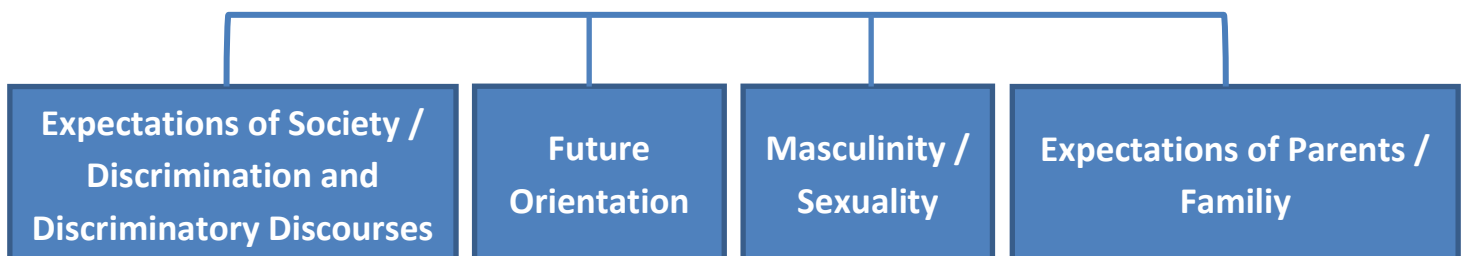 Expectations of Society /
Discrimination and
Discriminatory Discourses
Future
Orientation
Masculinity /
Sexuality
Expectations of Parents /
Familiy